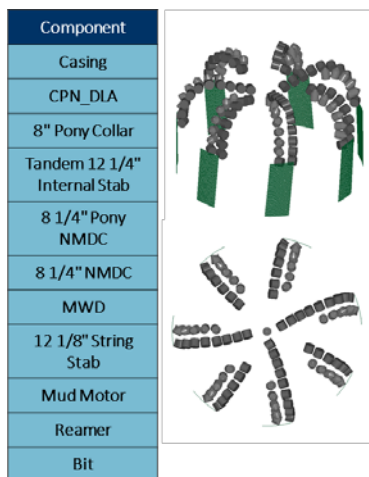 Component
Casing
CPN_DLA
8" Pony Collar
Tandem 12 1/4"
Internal Stab
8 1/4" Pony
NMDC
8 1/4" NMDC
MWD
12 1/8" String
Stab
Mud Motor
Reamer
Bit